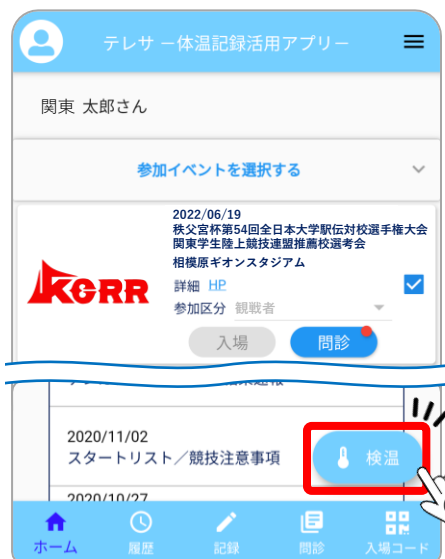 テレサ ー体温記録活用アプリー
関東 太郎さん
参加イベントを選択する
2022/06/19
秩父宮杯第54回全日本大学駅伝対校選手権大会
関東学生陸上競技連盟推薦校選考会
相模原ギオンスタジアム
KGRR
詳細 HP
参加区分 観戦者
入場 問診
2020/11/02
スタートリスト／競技注意事項
検温
2020/10/27
ホーム 履歴 記録 問診 入場コード